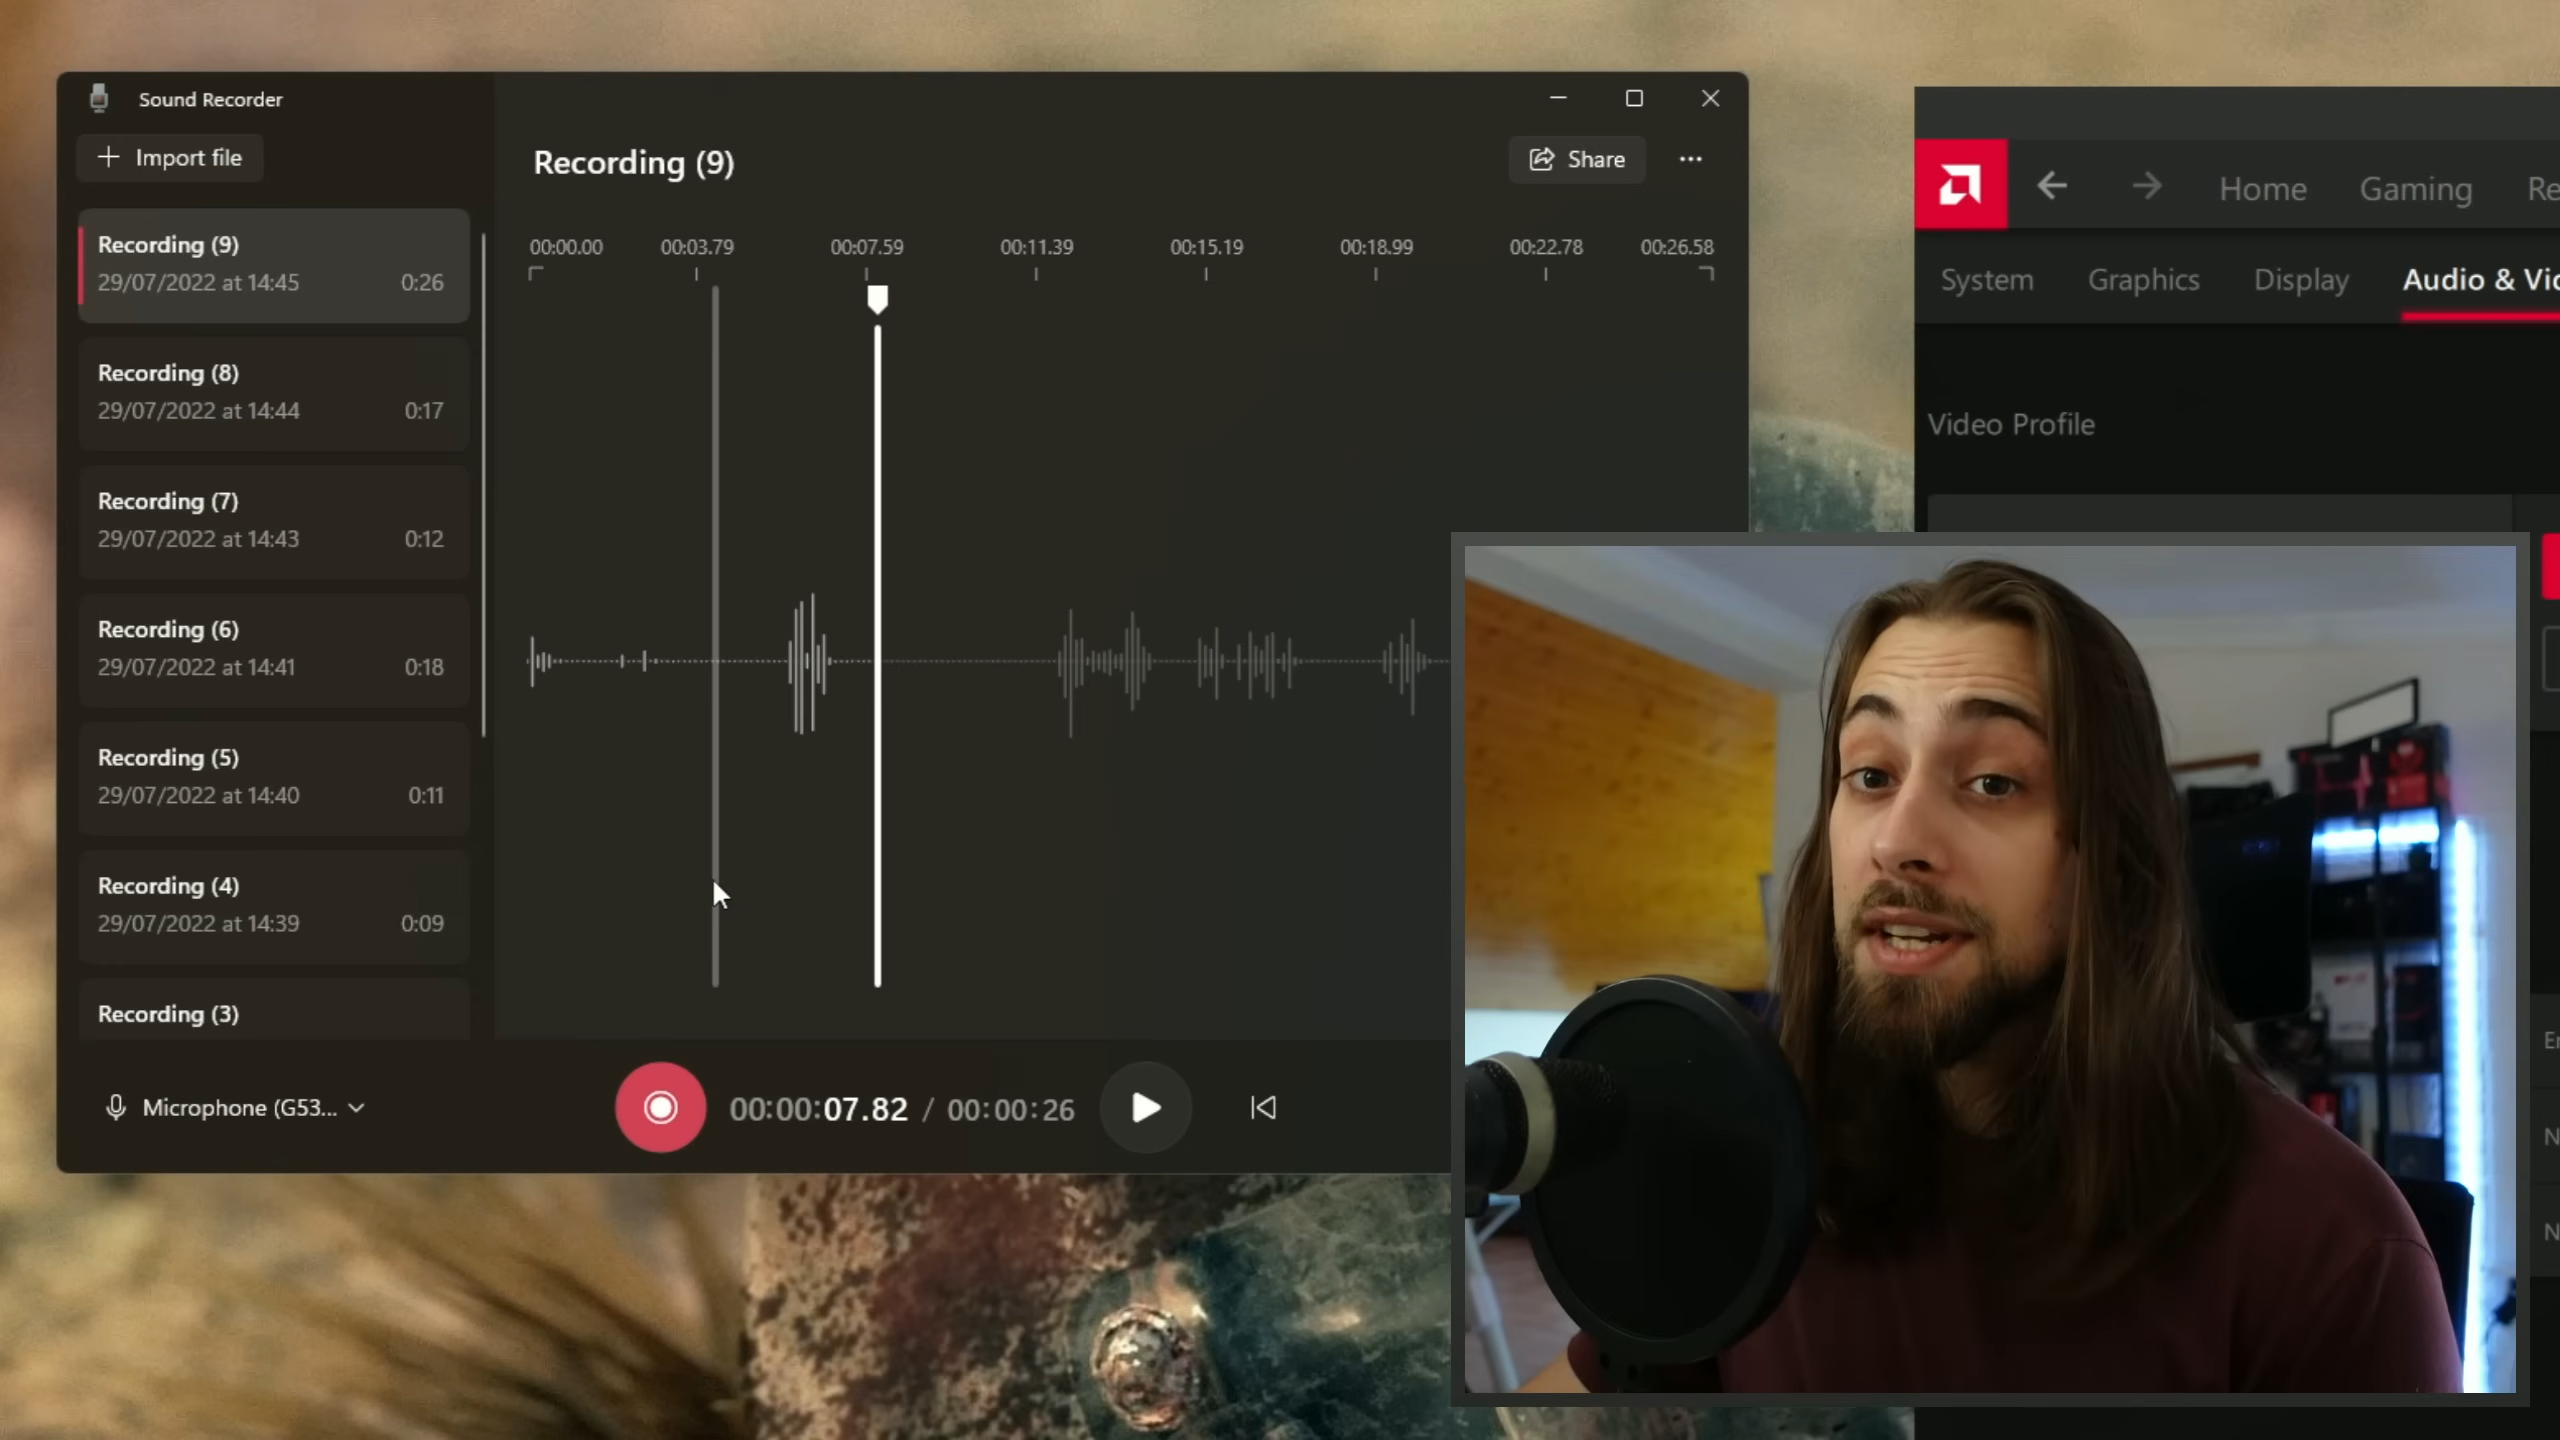 Sound Recorder
Import file
Recording (9)
29/07/2022 at 14:45 0:26
Recording (8)
29/07/2022 at 14:44 0:17
Recording (7)
29/07/2022 at 14:43 0:12
Recording (6)
29/07/2022 at 14:41 0:18
Recording (5)
29/07/2022 at 14:40 0:11
Recording (4)
29/07/2022 at 14:39 0:09
Recording (3)
Microphone (G53...
Recording (9)
Share
00:00.00 00:03.79 00:07.59 00:11.39 00:15.19 00:18.99 00:22.78 00:26.58
00:00:07.82 / 00:00:26
Home Gaming Re
System Graphics Display Audio & Vid
Video Profile
N
N